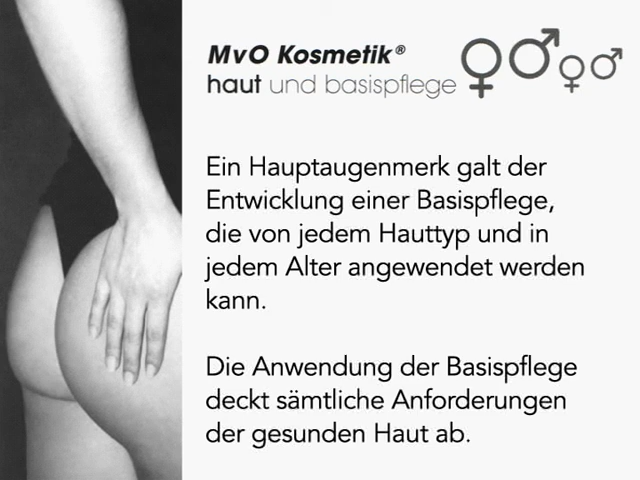 MvO Kosmetik®
haut und basispflege
Ein Hauptaugenmerk galt der
Entwicklung einer Basispflege,
die von jedem Hauttyp und in
jedem Alter angewendet werden
kann.
Die Anwendung der Basispflege
deckt sämtliche Anforderungen
der gesunden Haut ab.